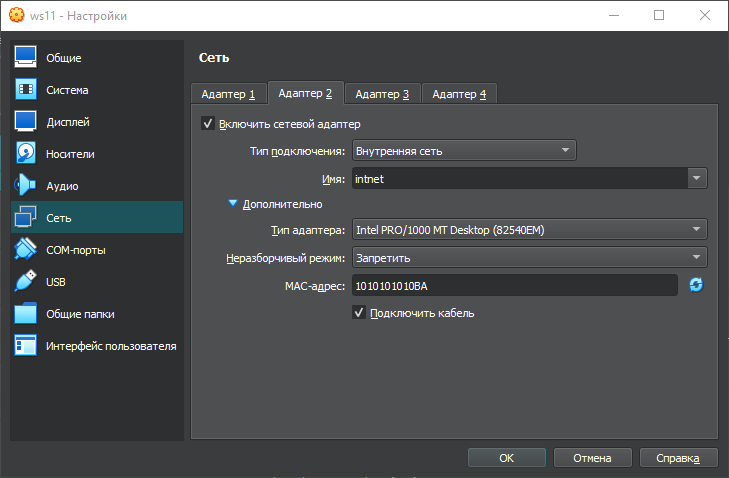 ws11 - Настройки
Общие
Система
Дисплей
Носители
Аудио
Сеть
COM-порты
USB
Общие папки
Интерфейс пользователя
Сеть
Адаптер 1 Адаптер 2 Адаптер 3 Адаптер 4
Включить сетевой адаптер
Тип подключения: Внутренняя сеть
Имя: intnet
Дополнительно
Тип адаптера: Intel PRO/1000 MT Desktop (82540EM)
Неразборчивый режим: Запретить
MAC-адрес: 1010101010BA
Подключить кабель
OK Отмена Справка